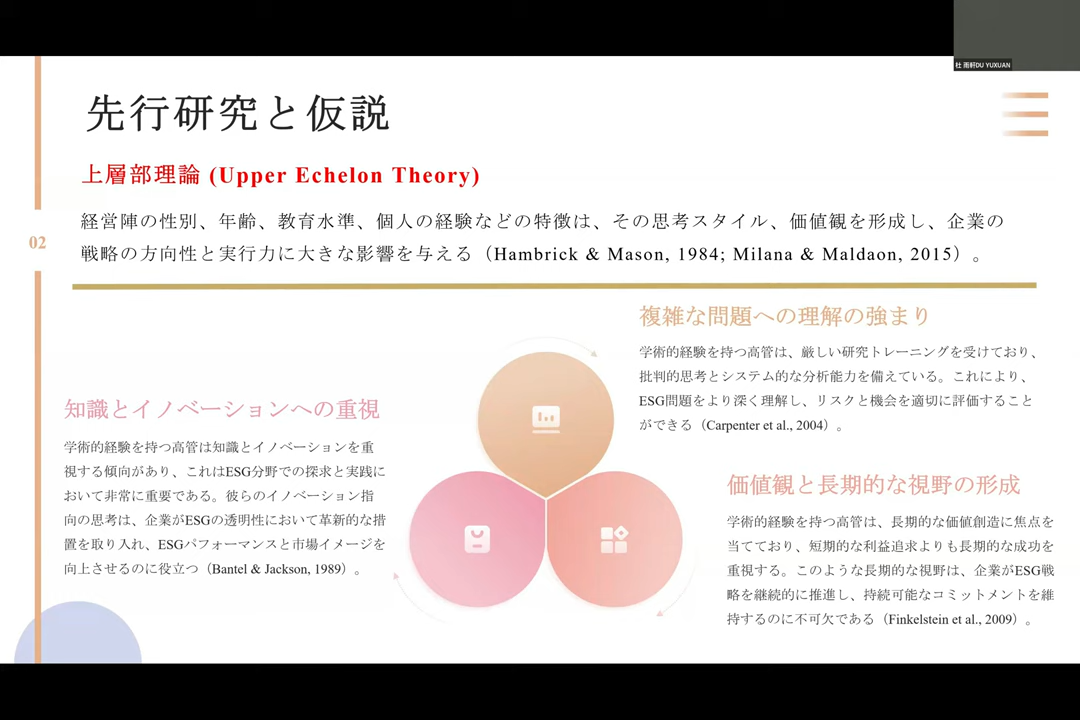 杜 雨軒DU YUXUAN
先行研究と仮説
上層部理論 (Upper Echelon Theory)
経営陣の性別、年齢、教育水準、個人の経験などの特徴は、その思考スタイル、価値観を形成し、企業の
戦略の方向性と実行力に大きな影響を与える（Hambrick & Mason, 1984; Milana & Maldaon, 2015）。
02
複雑な問題への理解の強まり
学術的経験を持つ高管は、厳しい研究トレーニングを受けており、
批判的思考とシステム的な分析能力を備えている。これにより、
ESG問題をより深く理解し、リスクと機会を適切に評価すること
ができる（Carpenter et al., 2004）。
知識とイノベーションへの重視
学術的経験を持つ高管は知識とイノベーションを重
視する傾向があり、これはESG分野での探求と実践に
おいて非常に重要である。彼らのイノベーション指
向の思考は、企業がESGの透明性において革新的な措
置を取り入れ、ESGパフォーマンスと市場イメージを
向上させるのに役立つ（Bantel & Jackson, 1989）。
価値観と長期的な視野の形成
学術的経験を持つ高管は、長期的な価値創造に焦点を
当てており、短期的な利益追求よりも長期的な成功を
重視する。このような長期的な視野は、企業がESG戦
略を継続的に推進し、持続可能なコミットメントを維
持するのに不可欠である（Finkelstein et al., 2009）。